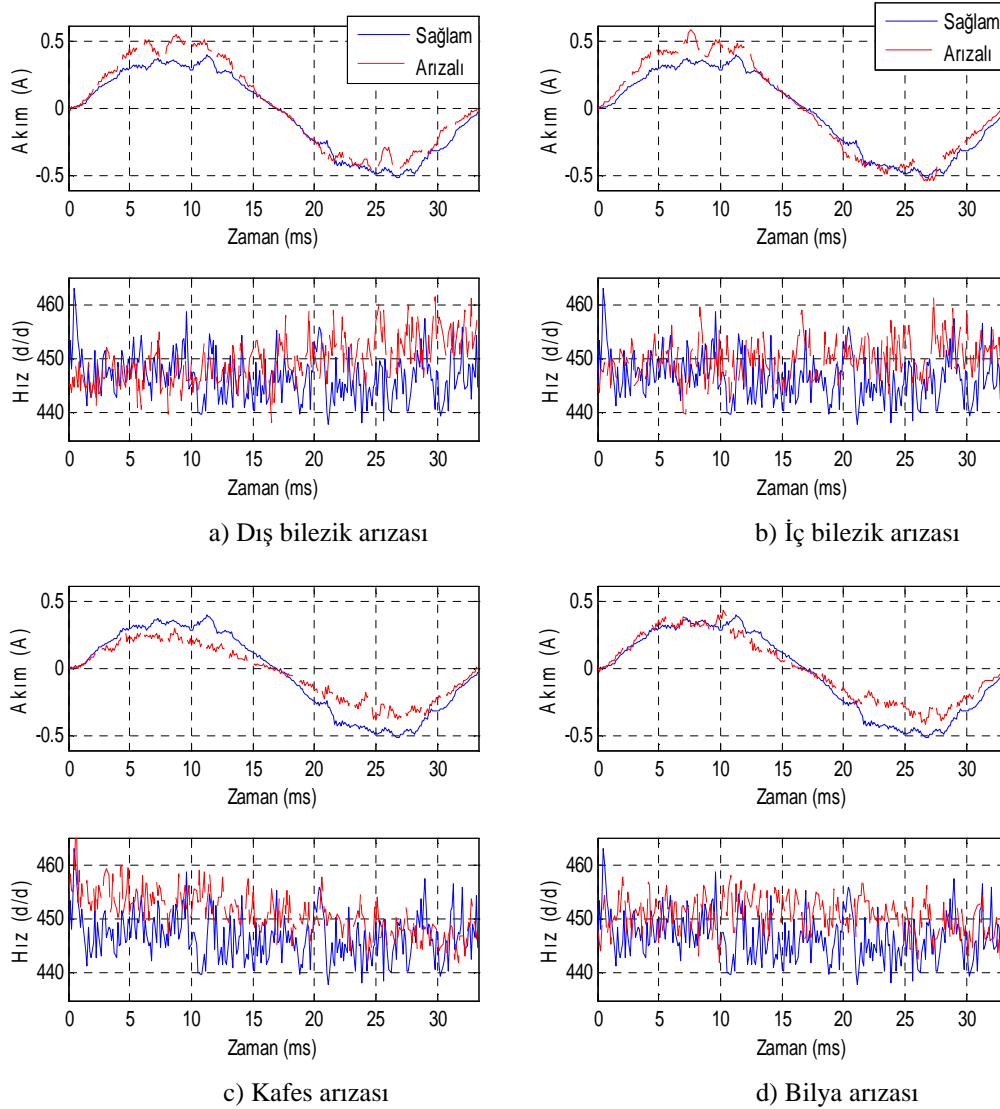 Sağlam
Arızalı
0.5
0
-0.5
Akım (A)
0 5 10 15 20 25 30
Zaman (ms)
Sağlam
Arızalı
0.5
0
-0.5
Akım (A)
0 5 10 15 20 25 30
Zaman (ms)
460
450
440
Hız (d/d)
0 5 10 15 20 25 30
Zaman (ms)
460
450
440
Hız (d/d)
0 5 10 15 20 25 30
Zaman (ms)
a) Dış bilezik arızası
b) İç bilezik arızası
0.5
0
-0.5
Akım (A)
0 5 10 15 20 25 30
Zaman (ms)
0.5
0
-0.5
Akım (A)
0 5 10 15 20 25 30
Zaman (ms)
460
450
440
Hız (d/d)
0 5 10 15 20 25 30
Zaman (ms)
460
450
440
Hız (d/d)
0 5 10 15 20 25 30
Zaman (ms)
c) Kafes arızası
d) Bilya arızası